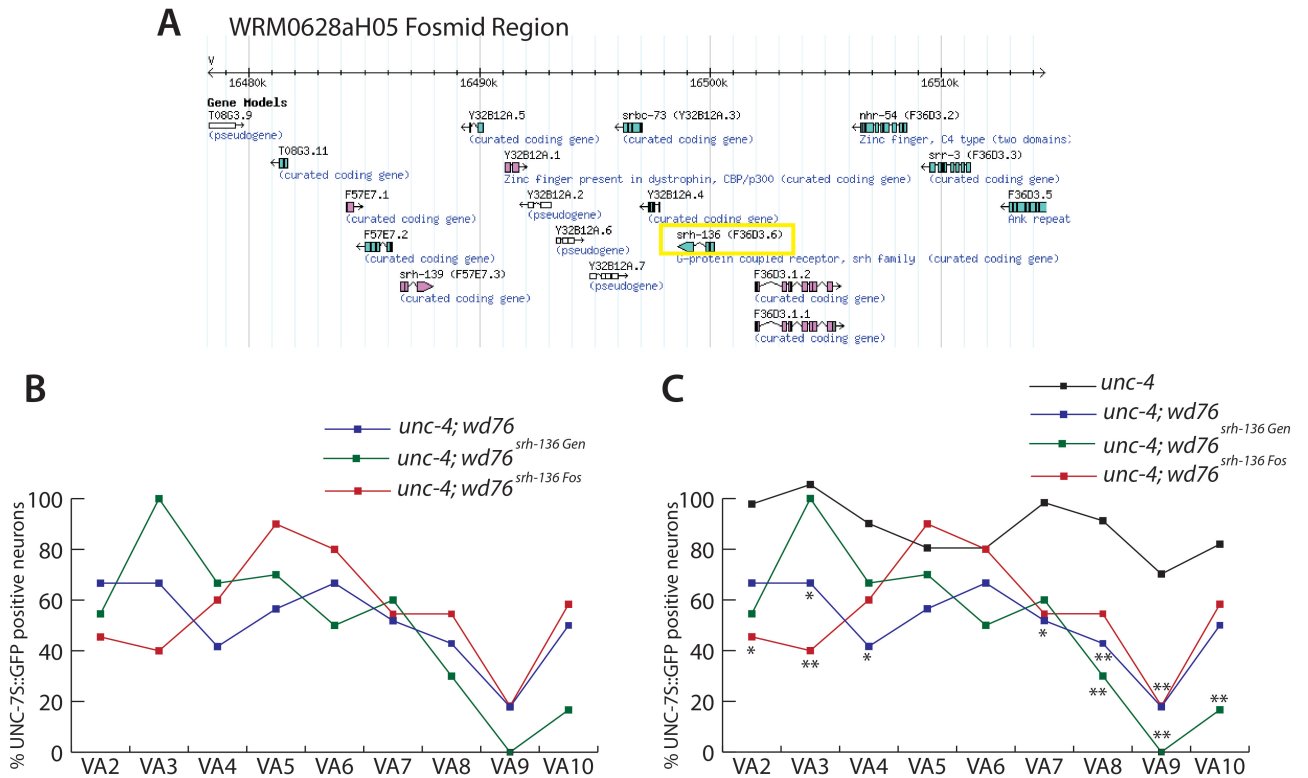 A WRM0628aH05 Fosmid Region
V
16480k 16490k 16500k 16510k
Gene Models
T08G3.9 Y32B12A.5 srbc-73 (Y32B12A.3) nhr-54 (F36D3.2)
(pseudogene) (curated coding gene) (curated coding gene) Zinc finger, C4 type (two domains)
T08G3.11 Y32B12A.1 srr-3 (F36D3.3)
(curated coding gene) Zinc finger present in dystrophin, CBP/p300 (curated coding gene) (curated coding gene)
F57E7.1 Y32B12A.2 Y32B12A.4 F36D3.5
(curated coding gene) (pseudogene) (curated coding gene) Ank repeat
F57E7.2 Y32B12A.6 srh-136 (F36D3.6)
(curated coding gene) (pseudogene) G-protein coupled receptor, srh family (curated coding gene)
srh-139 (F57E7.3) Y32B12A.7 F36D3.1.2
(curated coding gene) (pseudogene) (curated coding gene)
F36D3.1.1
(curated coding gene)
B
unc-4; wd76
unc-4; wd76 srh-136 Gen
unc-4; wd76 srh-136 Fos
% UNC-7S::GFP positive neurons
100
80
60
40
20
0
VA2 VA3 VA4 VA5 VA6 VA7 VA8 VA9 VA10
C
unc-4
unc-4; wd76
unc-4; wd76 srh-136 Gen
unc-4; wd76 srh-136 Fos
% UNC-7S::GFP positive neurons
100
80
60
40
20
0
* * ** * * ** ** ** ** **
VA2 VA3 VA4 VA5 VA6 VA7 VA8 VA9 VA10